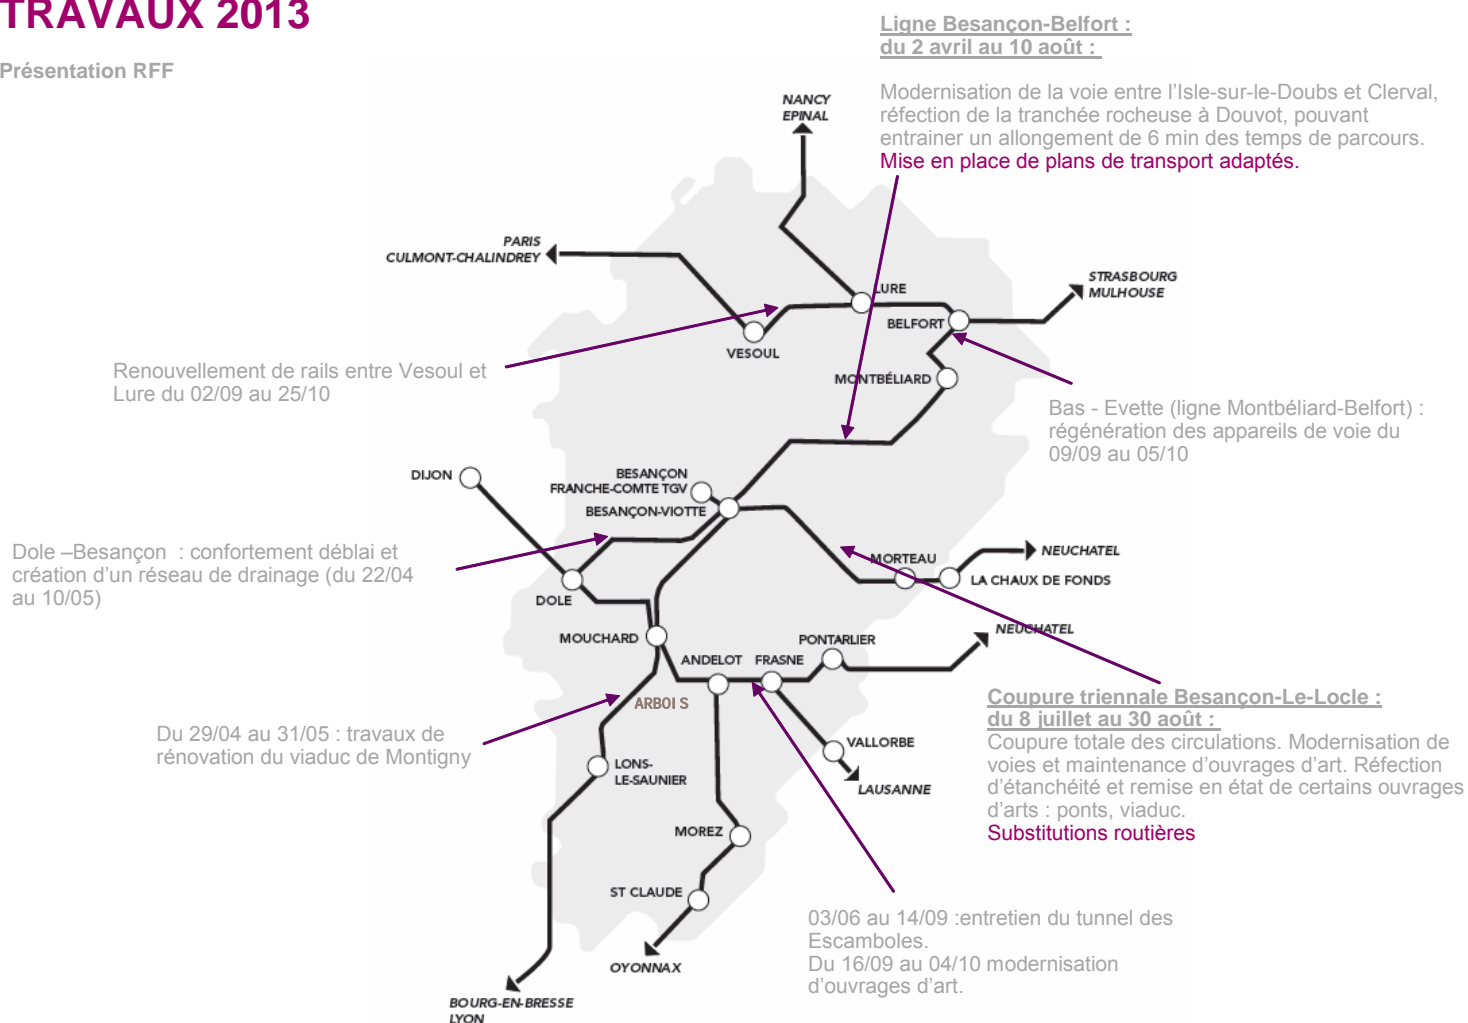 TRAVAUX 2013
Présentation RFF
Ligne Besançon-Belfort :
du 2 avril au 10 août :
Modernisation de la voie entre l'Isle-sur-le-Doubs et Clerval,
réfection de la tranchée rocheuse à Douvot, pouvant
entrainer un allongement de 6 min des temps de parcours.
Mise en place de plans de transport adaptés.
NANCY
EPINAL
PARIS
CULMONT-CHALINDREY
STRASBOURG
MULHOUSE
LURE
BELFORT
VESOUL
MONTBÉLIARD
Renouvellement de rails entre Vesoul et
Lure du 02/09 au 25/10
Bas - Evette (ligne Montbéliard-Belfort) :
régénération des appareils de voie du
09/09 au 05/10
DIJON
BESANÇON
FRANCHE-COMTE TGV
BESANÇON-VIOTTE
Dole –Besançon  : confortement déblai et
création d'un réseau de drainage (du 22/04
au 10/05)
MORTEAU
NEUCHATEL
LA CHAUX DE FONDS
DOLE
MOUCHARD
NEUCHATEL
PONTARLIER
ANDELOT
FRASNE
ARBOIS
Coupure triennale Besançon-Le-Locle :
du 8 juillet au 30 août :
Coupure totale des circulations. Modernisation de
voies et maintenance d'ouvrages d'art. Réfection
d'étanchéité et remise en état de certains ouvrages
d'arts : ponts, viaduc.
Substitutions routières
Du 29/04 au 31/05 : travaux de
rénovation du viaduc de Montigny
VALLORBE
LAUSANNE
LONS-
LE-SAUNIER
MOREZ
ST CLAUDE
03/06 au 14/09 :entretien du tunnel des
Escamboles.
Du 16/09 au 04/10 modernisation
d'ouvrages d'art.
OYONNAX
BOURG-EN-BRESSE
LYON